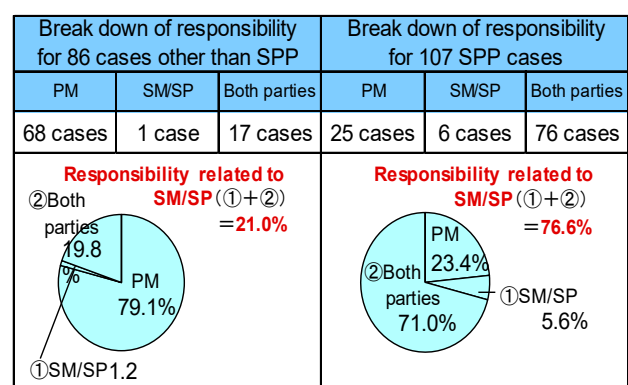 Break down of responsibility
for 86 cases other than SPP
Break down of responsibility
for 107 SPP cases
PM
SM/SP
Both parties
PM
SM/SP
Both parties
68 cases
1 case
17 cases
25 cases
6 cases
76 cases
Responsibility related to
SM/SP(①+②)
=21.0%
②Both
parties
19.8
%
PM
79.1%
①SM/SP1.2
Responsibility related to
SM/SP(①+②)
=76.6%
PM
23.4%
②Both
parties
71.0%
①SM/SP
5.6%